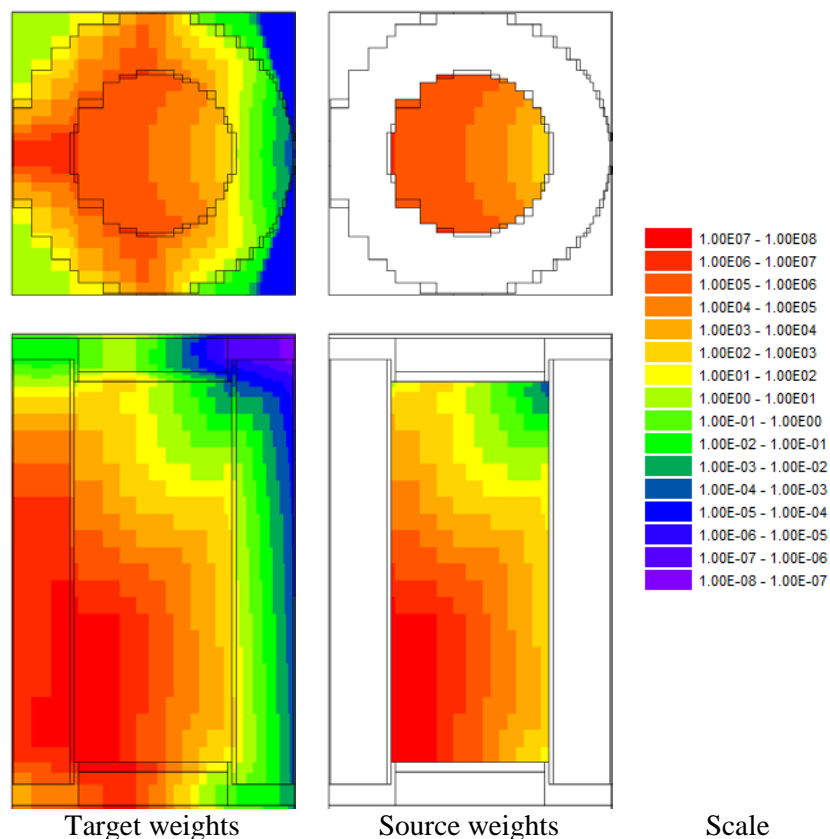 1.00E07 - 1.00E08
1.00E06 - 1.00E07
1.00E05 - 1.00E06
1.00E04 - 1.00E05
1.00E03 - 1.00E04
1.00E02 - 1.00E03
1.00E01 - 1.00E02
1.00E00 - 1.00E01
1.00E-01 - 1.00E00
1.00E-02 - 1.00E-01
1.00E-03 - 1.00E-02
1.00E-04 - 1.00E-03
1.00E-05 - 1.00E-04
1.00E-06 - 1.00E-05
1.00E-07 - 1.00E-06
1.00E-08 - 1.00E-07
Target weights
Source weights
Scale